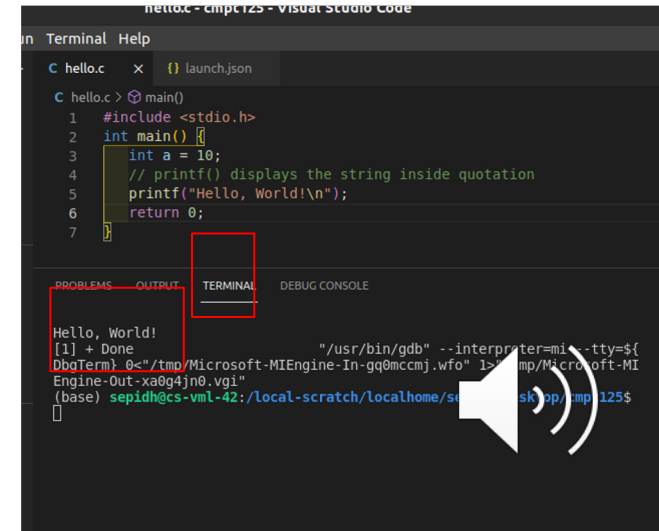 hello.c - cmpt125 - Visual Studio Code
un Terminal Help
C hello.c × {} launch.json
C hello.c > main()
1 #include <stdio.h>
2 int main() {
3 int a = 10;
4 // printf() displays the string inside quotation
5 printf("Hello, World!\n");
6 return 0;
7 }
PROBLEMS OUTPUT TERMINAL DEBUG CONSOLE
Hello, World!
[1] + Done "/usr/bin/gdb" --interpreter=mi --tty=${
DbgTerm} 0<"/tmp/Microsoft-MIEngine-In-gq0mccmj.wfo" 1>"/tmp/Microsoft-MI
Engine-Out-xa0g4jn0.vgi"
(base) sepidh@cs-vml-42:/local-scratch/localhome/se 125$